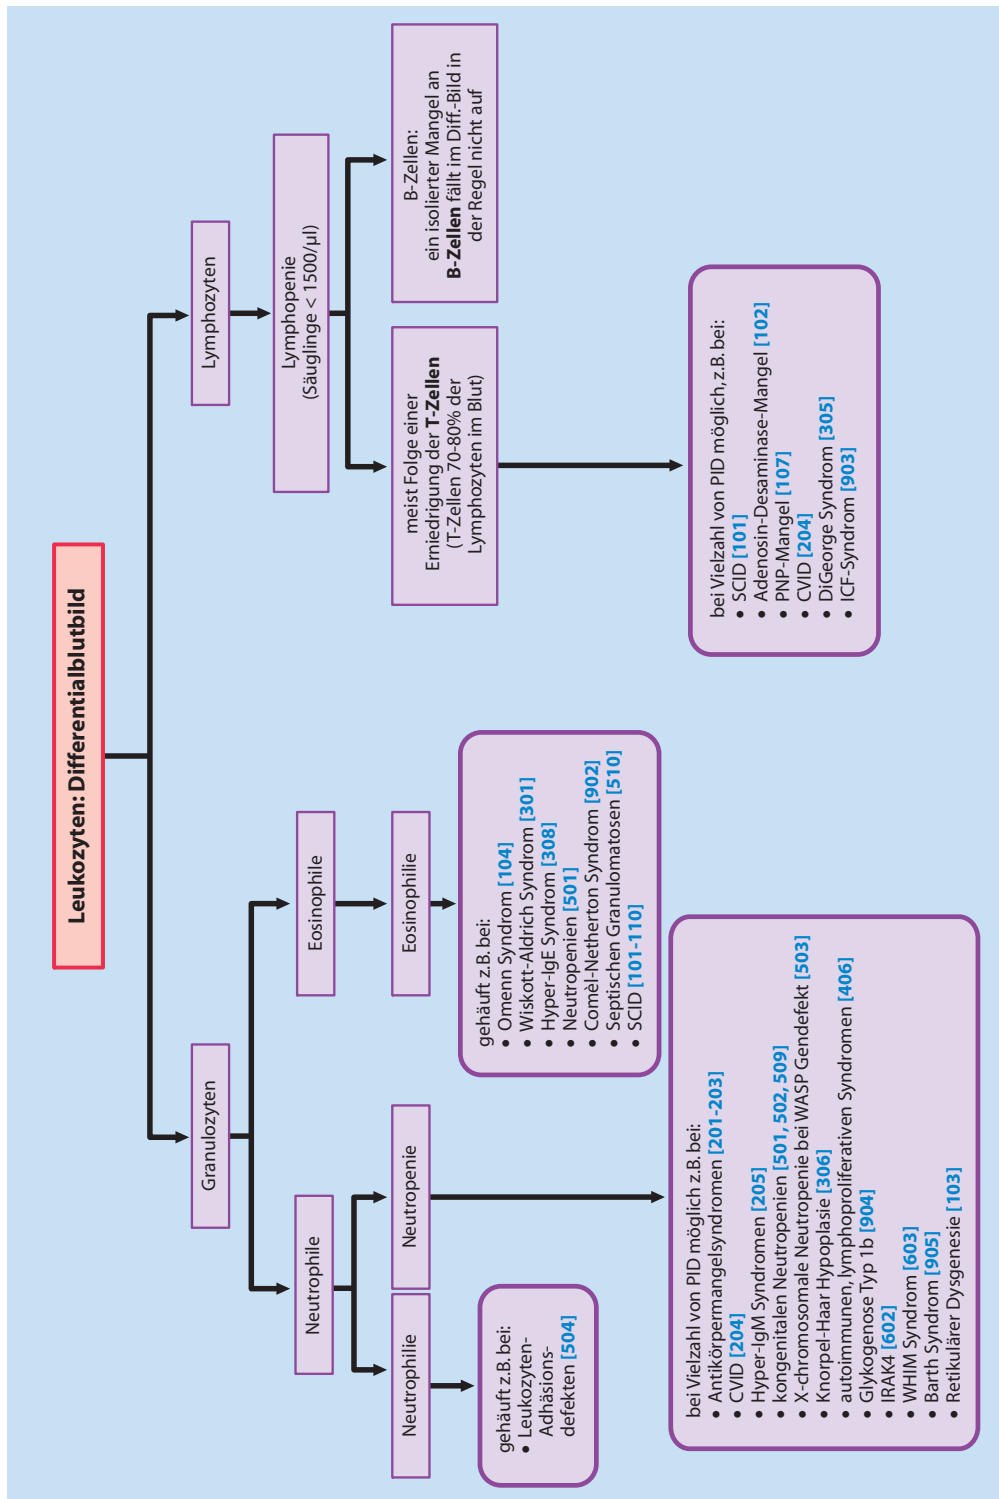 Leukozyten: Differentialblutbild
Granulozyten
Lymphozyten
Neutrophile
Eosinophile
Lymphopenie
(Säuglinge < 1500/µl)
Neutrophilie
Neutropenie
Eosinophilie
meist Folge einer
Erniedrigung der T-Zellen
(T-Zellen 70-80% der
Lymphozyten im Blut)
B-Zellen:
ein isolierter Mangel an
B-Zellen fällt im Diff.-Bild in
der Regel nicht auf
gehäuft z.B. bei:
• Leukozyten-
Adhäsions-
defekten [504]
bei Vielzahl von PID möglich z.B. bei:
• Antikörpermangelsyndromen [201-203]
• CVID [204]
• Hyper-IgM Syndromen [205]
• kongenitalen Neutropenien [501, 502, 509]
• X-chromosomale Neutropenie bei WASP Gendefekt [503]
• Knorpel-Haar Hypoplasie [306]
• autoimmunen, lymphoproliferativen Syndromen [406]
• Glykogenose Typ 1b [904]
• IRAK4 [602]
• WHIM Syndrom [603]
• Barth Syndrom [905]
• Retikulärer Dysgenesie [103]
gehäuft z.B. bei:
• Omenn Syndrom [104]
• Wiskott-Aldrich Syndrom [301]
• Hyper-IgE Syndrom [308]
• Neutropenien [501]
• Comèl-Netherton Syndrom [902]
• Septischen Granulomatosen [510]
• SCID [101-110]
bei Vielzahl von PID möglich, z.B. bei:
• SCID [101]
• Adenosin-Desaminase-Mangel [102]
• PNP-Mangel [107]
• CVID [204]
• DiGeorge Syndrom [305]
• ICF-Syndrom [903]